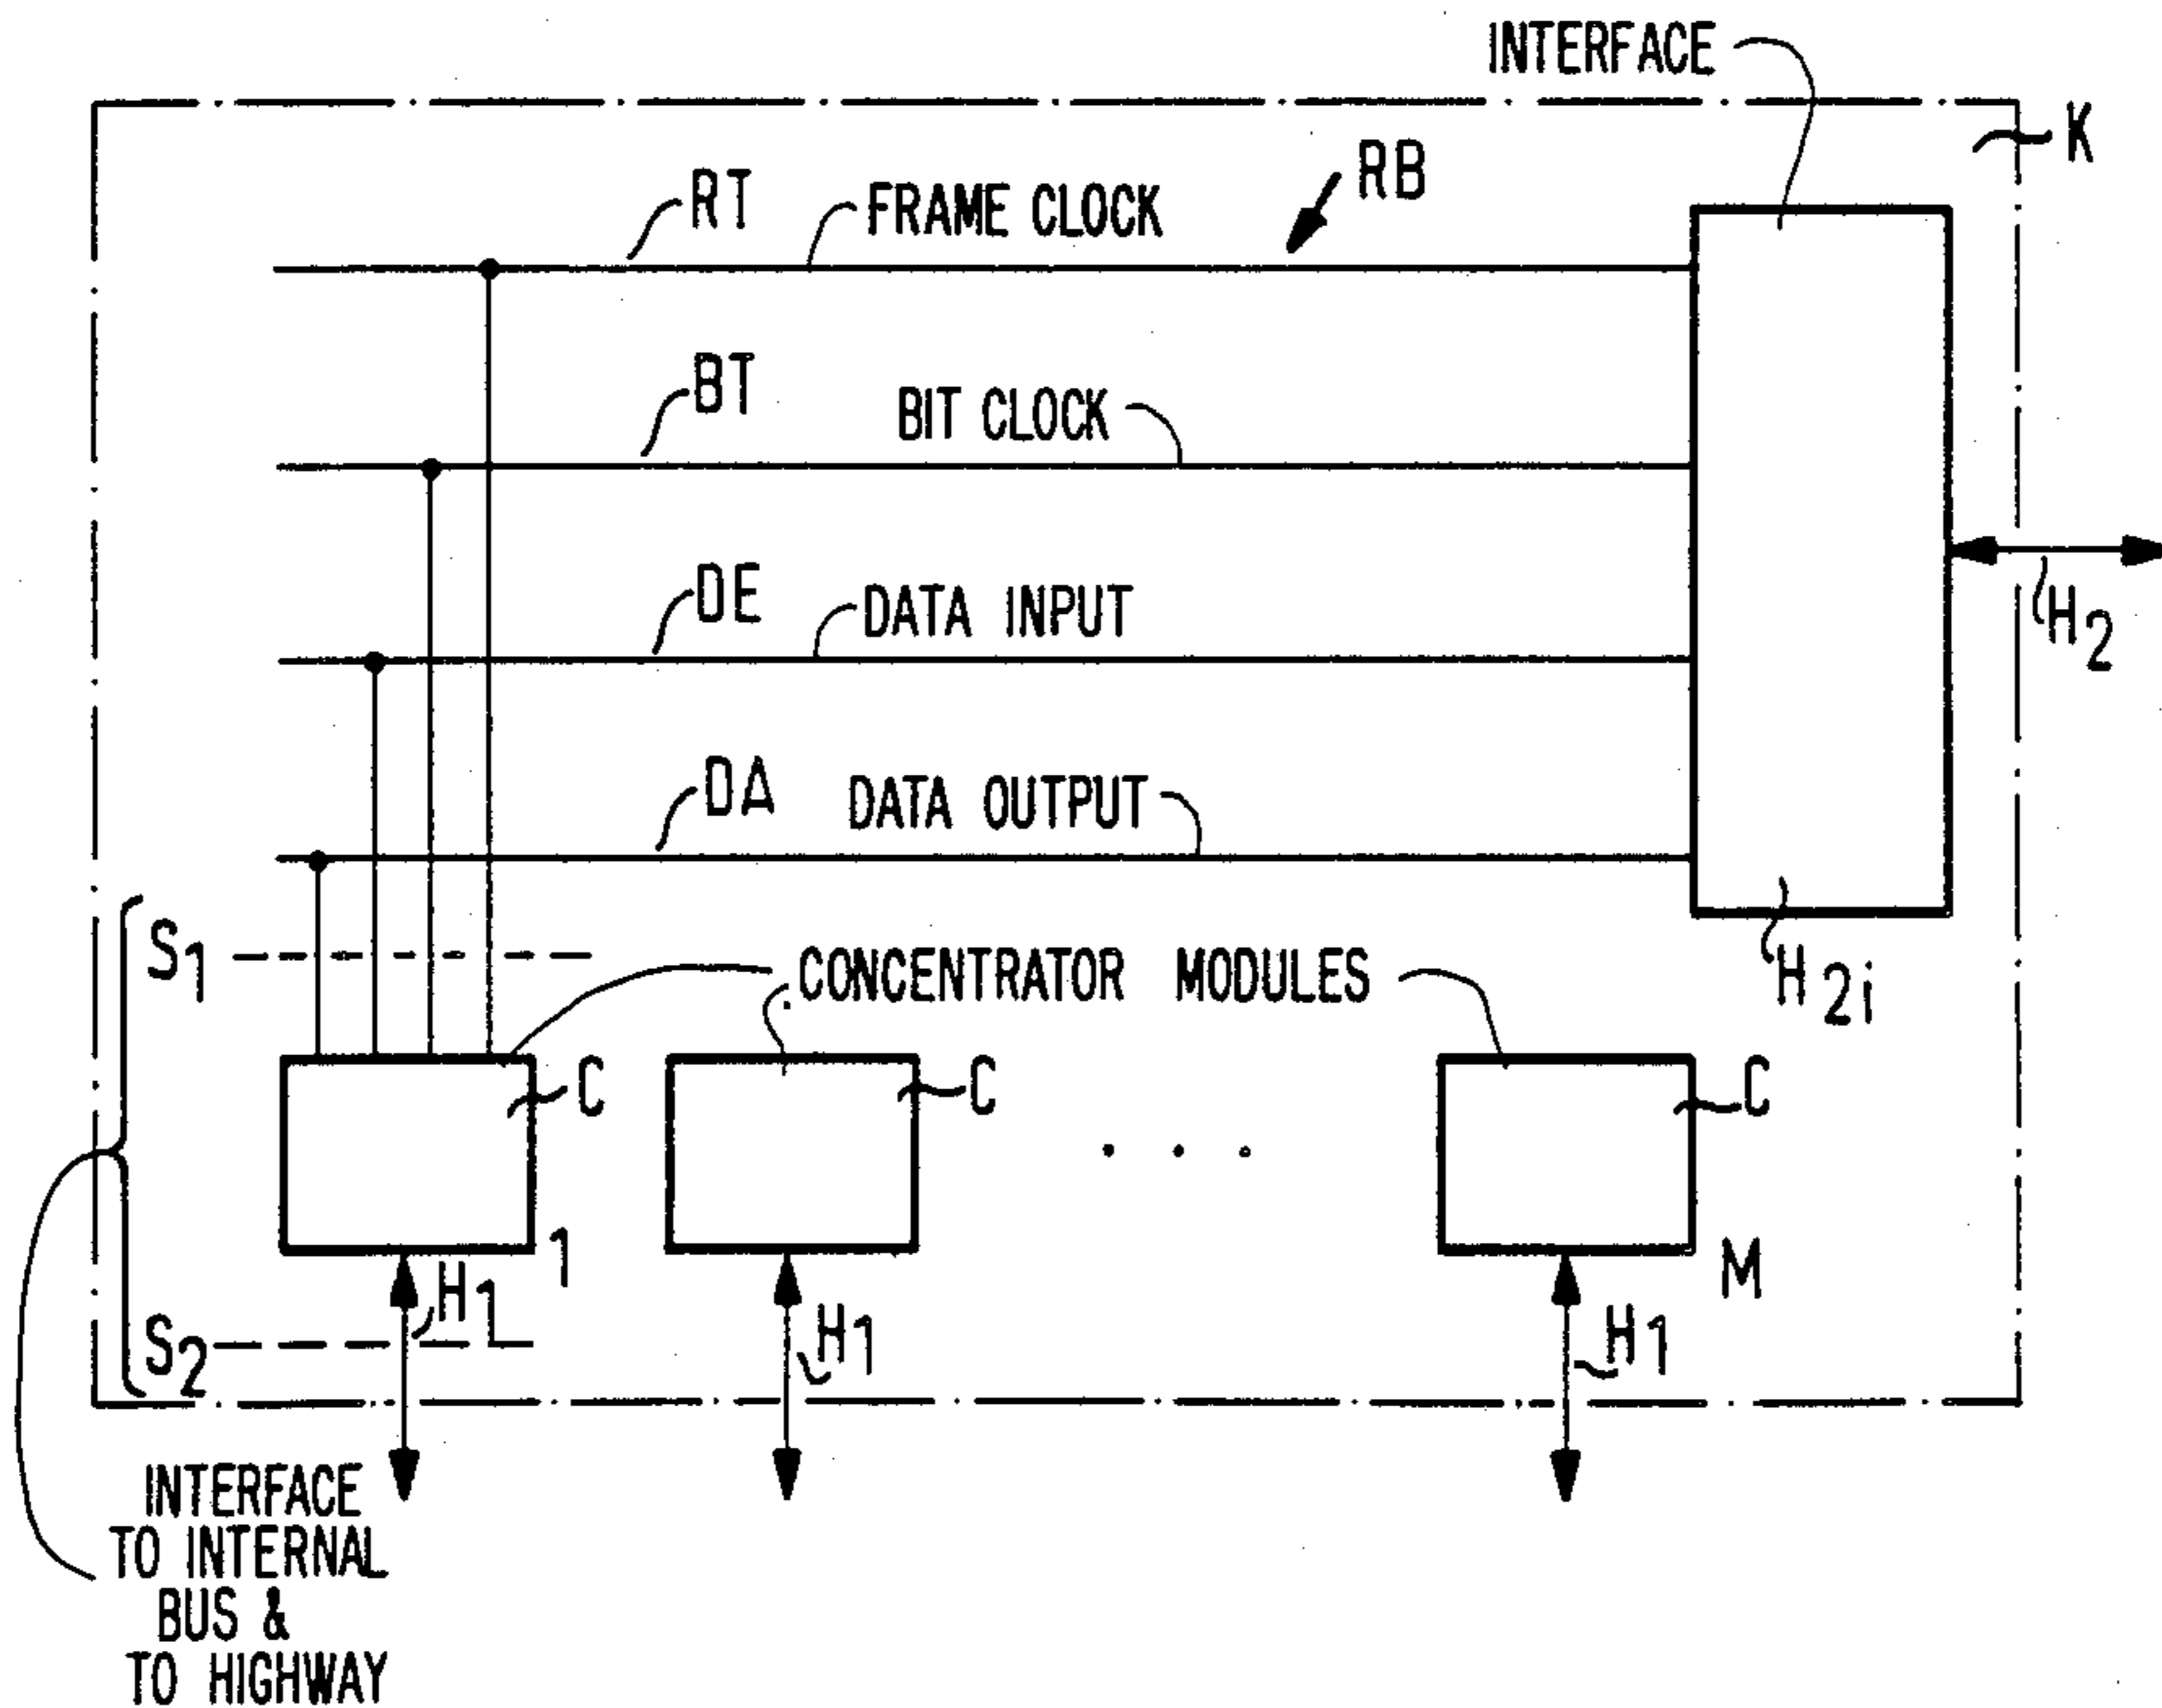 INTERFACE
K
RB
RT
FRAME CLOCK
BT
BIT CLOCK
DE
DATA INPUT
H2
DA
DATA OUTPUT
S1
CONCENTRATOR MODULES
H2i
C
C
C
1
M
S2
H1
H1
H1
INTERFACE
TO INTERNAL
BUS &
TO HIGHWAY